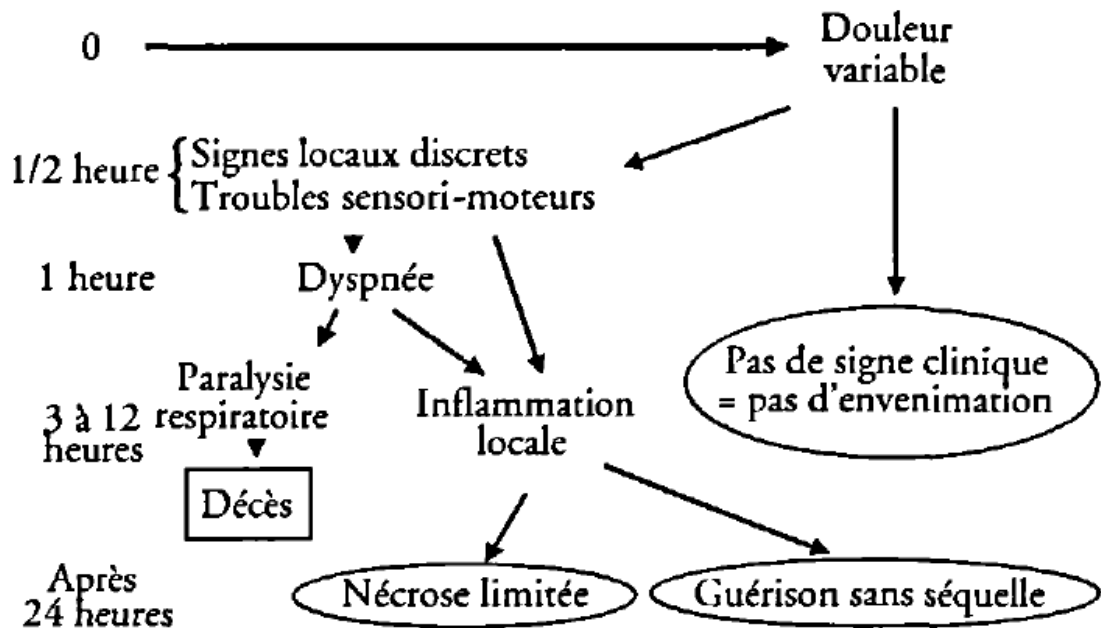 0
Douleur
variable
1/2 heure
Signes locaux discrets
Troubles sensori-moteurs
1 heure
Dyspnée
Paralysie
respiratoire
3 à 12
heures
Inflammation
locale
Pas de signe clinique
= pas d'envenimation
Décès
Après
24 heures
Nécrose limitée
Guérison sans séquelle